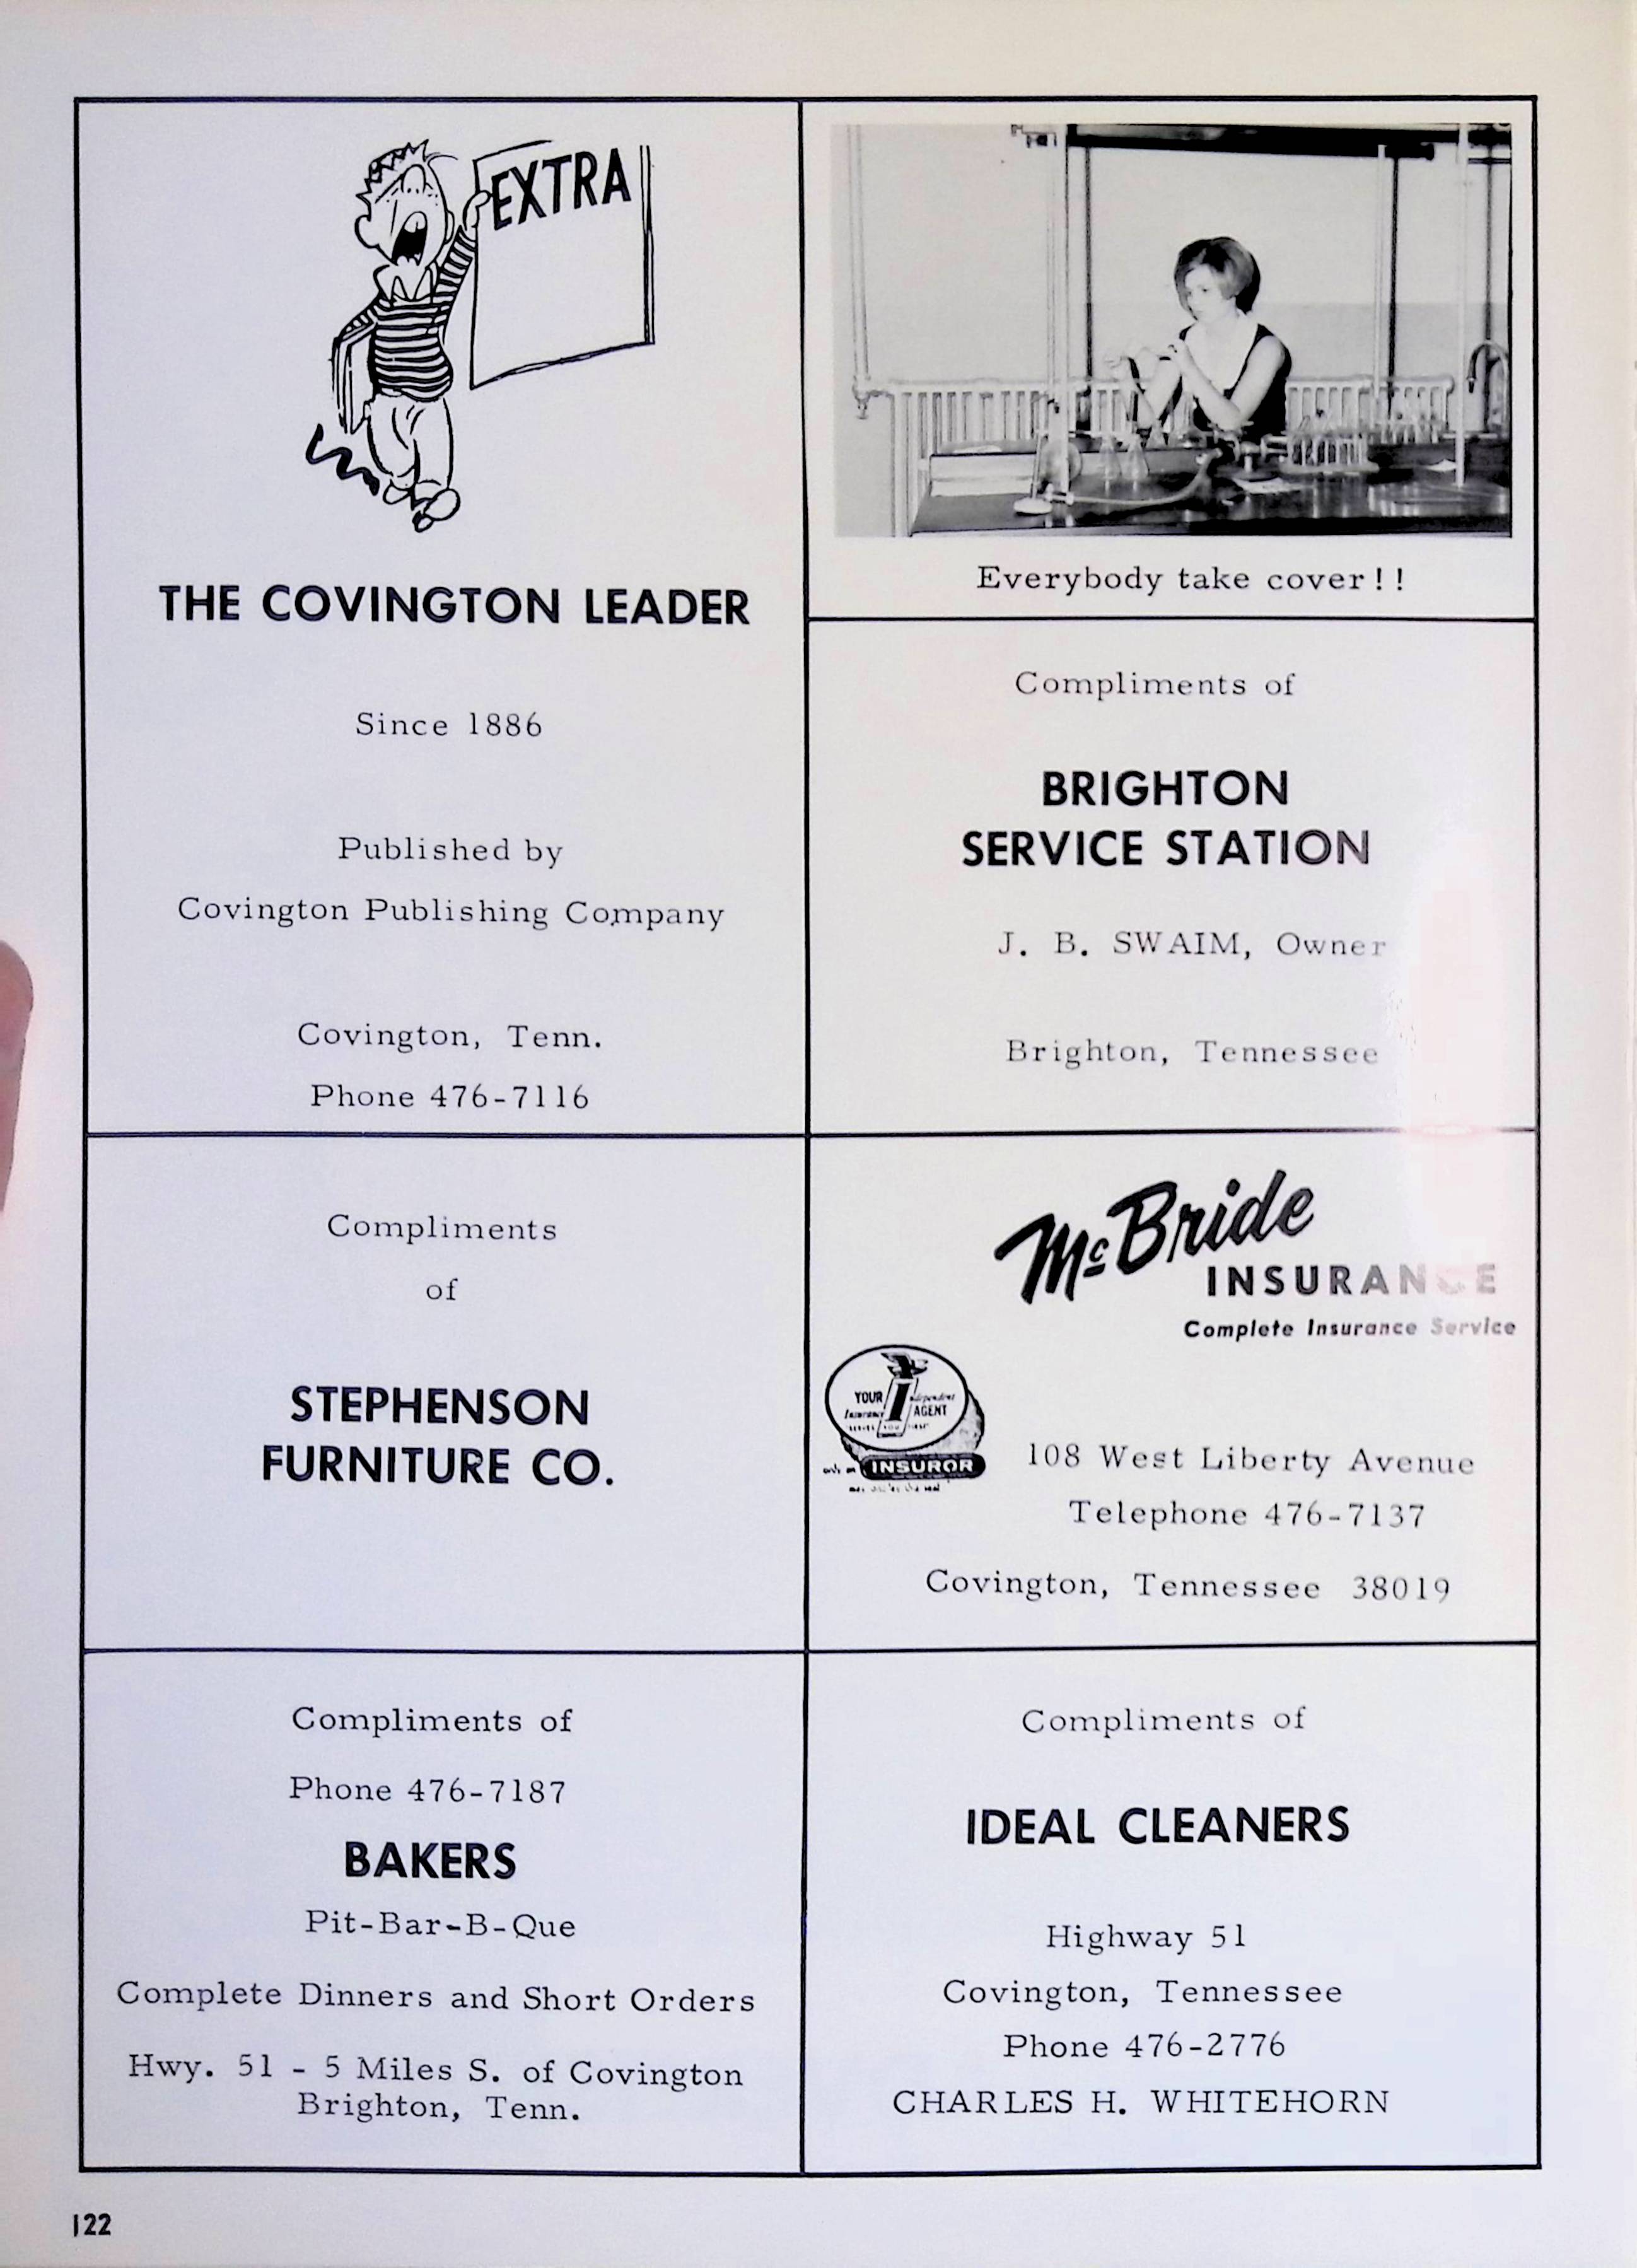 EXTRA
THE COVINGTON LEADER
Since 1886
Published by
Covington Publishing Company
Covington, Tenn.
Phone 476-7116
Everybody take cover!!
Compliments of
BRIGHTON
SERVICE STATION
J. B. SWAIM, Owner
Brighton, Tennessee
Compliments
of
STEPHENSON
FURNITURE CO.
McBride
INSURANCE
Complete Insurance Service
YOUR Independent
Insurance AGENT
INSUROR
108 West Liberty Avenue
Telephone 476-7137
Covington, Tennessee 38019
Compliments of
Phone 476-7187
BAKERS
Pit-Bar-B-Que
Complete Dinners and Short Orders
Hwy. 51 - 5 Miles S. of Covington
Brighton, Tenn.
Compliments of
IDEAL CLEANERS
Highway 51
Covington, Tennessee
Phone 476-2776
CHARLES H. WHITEHORN
122